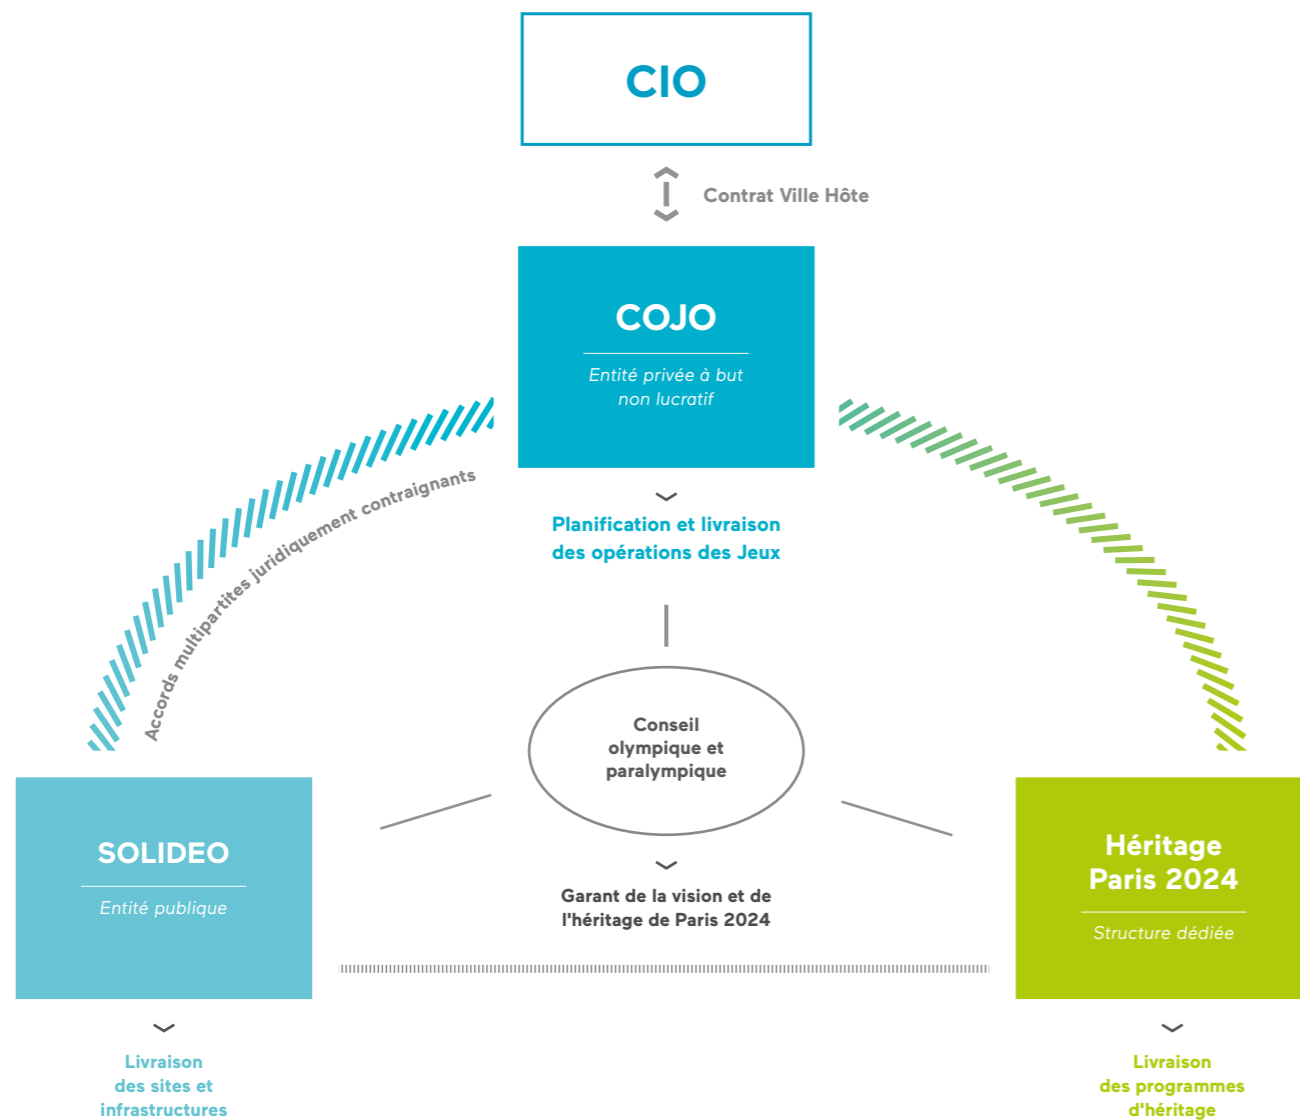 CIO
Contrat Ville Hôte
COJO
Entité privée à but
non lucratif
Planification et livraison
des opérations des Jeux
Accords multipartites juridiquement contraignants
Conseil
olympique et
paralympique
Garant de la vision et de
l'héritage de Paris 2024
SOLIDEO
Entité publique
Livraison
des sites et
infrastructures
Héritage
Paris 2024
Structure dédiée
Livraison
des programmes
d'héritage